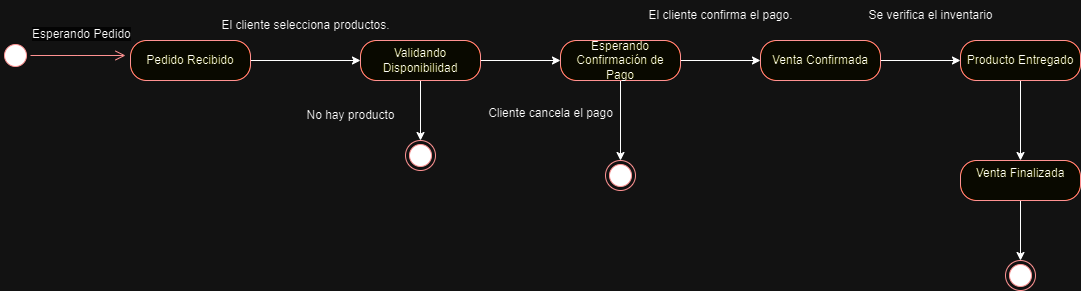 El cliente selecciona productos.
El cliente confirma el pago.
Se verifica el inventario
Esperando Pedido
Pedido Recibido
Validando
Disponibilidad
Esperando
Confirmación de
Pago
Venta Confirmada
Producto Entregado
No hay producto
Cliente cancela el pago
Venta Finalizada